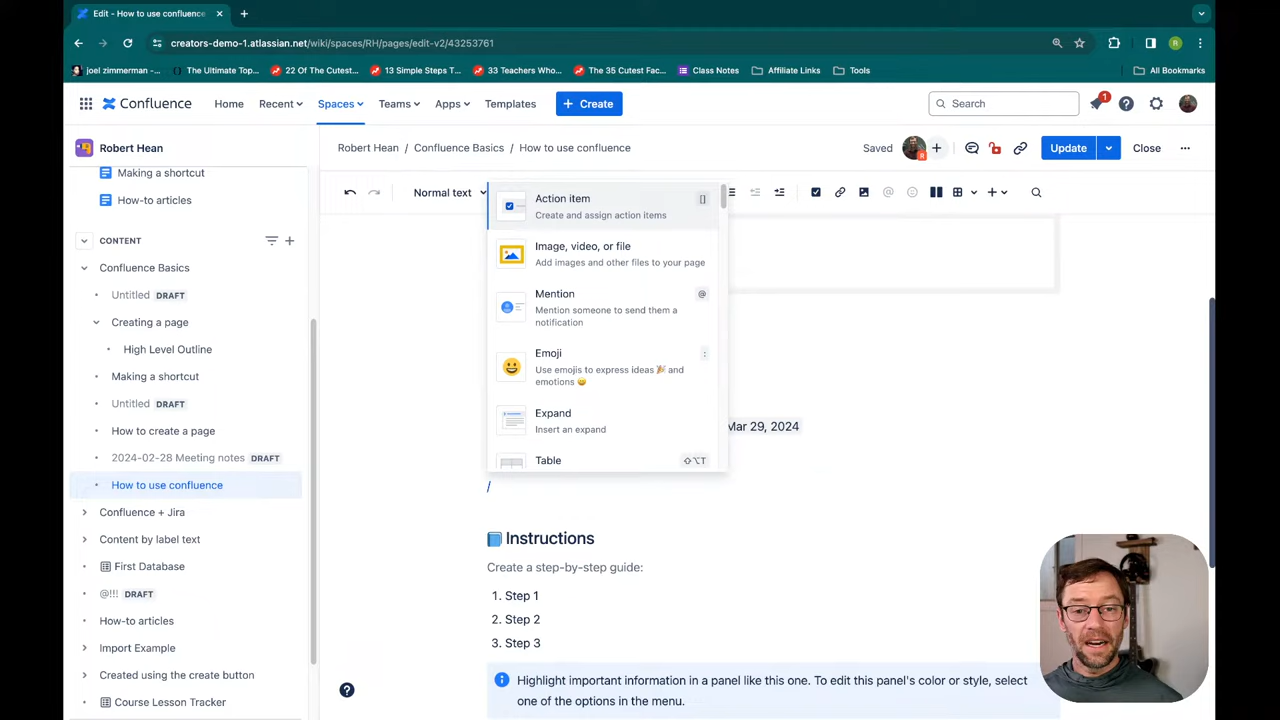 Edit - How to use confluence
creators-demo-1.atlassian.net/wiki/spaces/RH/pages/edit-v2/43253761
R
joel zimmerman -...
The Ultimate Top...
22 Of The Cutest...
13 Simple Steps T...
33 Teachers Who...
The 35 Cutest Fac...
Class Notes
Affiliate Links
Tools
All Bookmarks
Confluence
Home
Recent
Spaces
Teams
Apps
Templates
+ Create
Search
1
Robert Hean
Making a shortcut
How-to articles
CONTENT
Confluence Basics
Untitled DRAFT
Creating a page
High Level Outline
Making a shortcut
Untitled DRAFT
How to create a page
2024-02-28 Meeting notes DRAFT
How to use confluence
Confluence + Jira
Content by label text
First Database
@!!! DRAFT
How-to articles
Import Example
Created using the create button
Course Lesson Tracker
Robert Hean / Confluence Basics / How to use confluence
Saved
R
Update
Close
Normal text
Action item
[]
Create and assign action items
Image, video, or file
Add images and other files to your page
Mention
@
Mention someone to send them a
notification
Emoji
:
Use emojis to express ideas 🎉 and
emotions 😄
Expand
Insert an expand
Table
⇧⌥T
Mar 29, 2024
/
📘 Instructions
Create a step-by-step guide:
1. Step 1
2. Step 2
3. Step 3
Highlight important information in a panel like this one. To edit this panel's color or style, select
one of the options in the menu.